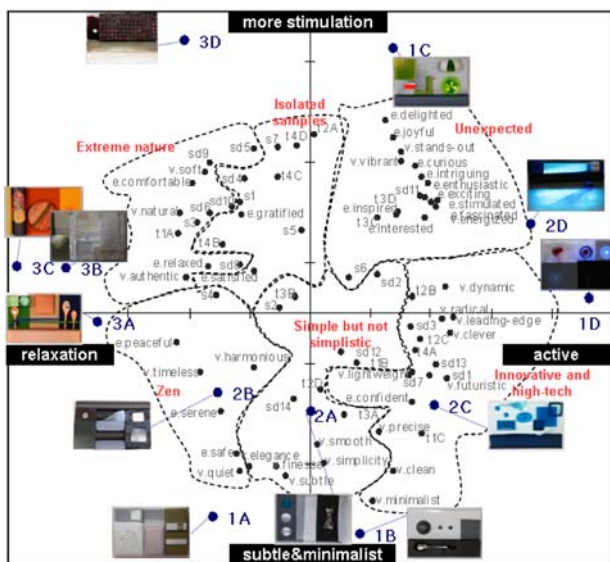 more stimulation
3D
1C
Isolated
samples
t2A
e.delighted
s7
t4D
e.joyful
Unexpected
Extreme nature
sd5
v.stands-out
sd9
v.vibrant
e.curious
v.soft
sd4
t4C
e.intriguing
e.comfortable
e.enthusiastic
s1
sd11
e.exciting
sd10
t3D
e.stimulated
v.natural
sd6
e.gratified
e.inspired
e.fascinated
s3
t3
v.energized
2D
t1A
s5
e.interested
t4B
3C
3B
e.relaxed
sd8
s6
v.authentic
e.satisfied
sd2
v.dynamic
s4
t3B
t2B
1D
s2
v.radical
3A
v.leading-edge
Simple but not
simplistic
sd3
v.clever
relaxation
e.peaceful
t2C
active
v.harmonious
sd12
t4A
t1B
sd13
v.timeless
v.lightweight
sd7
sd1
Innovative and
high-tech
Zen
t2D
v.futuristic
2B
sd14
e.confident
2A
2C
e.serene
t3A
v.precise
t1C
v.smooth
e.safe
v.elegance
e.finesse
v.simplicity
v.quiet
v.subtle
v.clean
v.minimalist
1A
1B
subtle&minimalist